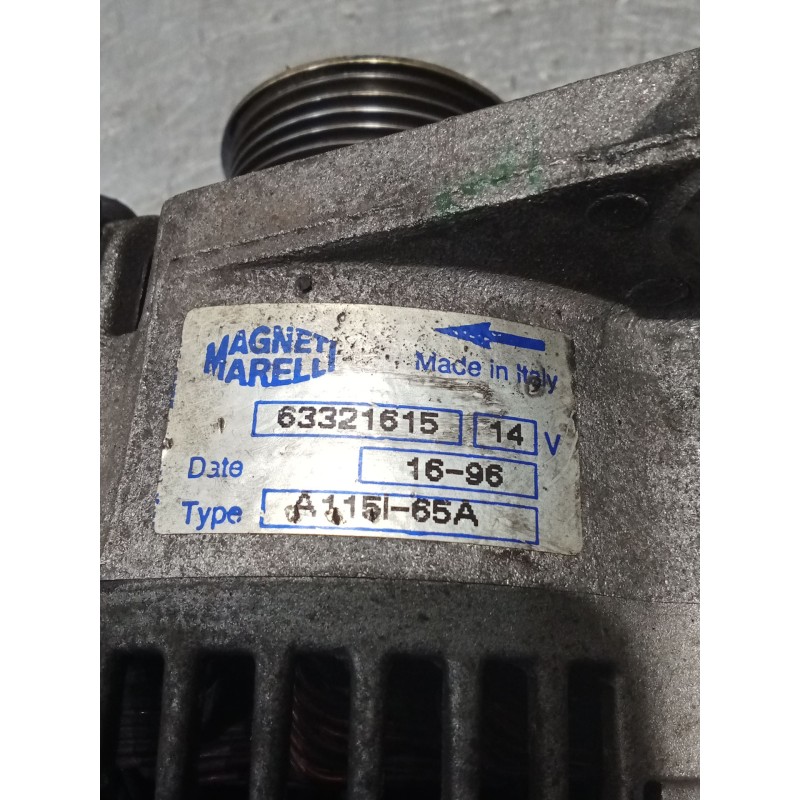 MAGNETI
MARELLI
Made in Italy
63321615 14 V
Date 16-96
Type A115I-65A